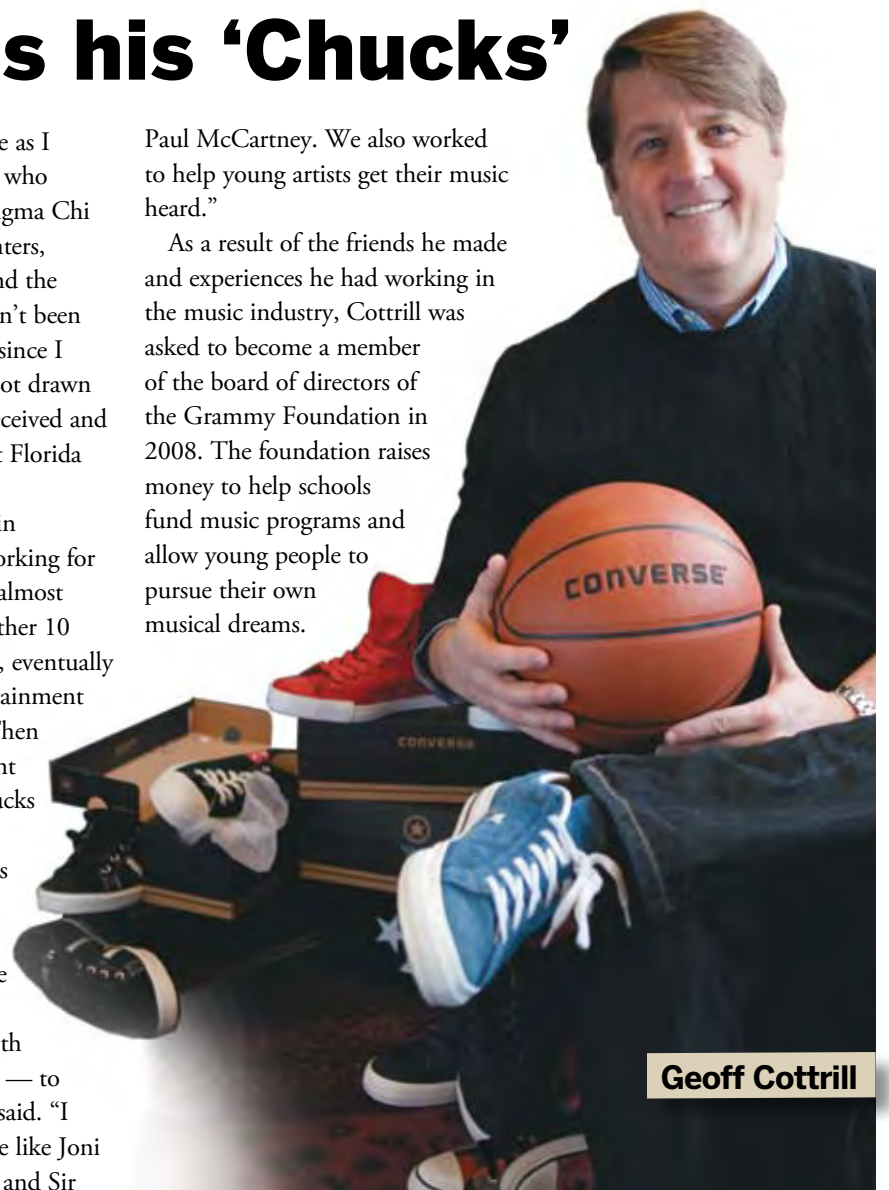 s his ‘Chucks’
e as I
who
gma Chi
ters,
nd the
n’t been
since I
ot drawn
ceived and
t Florida
in
orking for
almost
ther 10
, eventually
ainment
hen
nt
ucks
s
e
th
— to
said. “I
e like Joni
and Sir
Paul McCartney. We also worked
to help young artists get their music
heard.”
As a result of the friends he made
and experiences he had working in
the music industry, Cottrill was
asked to become a member
of the board of directors of
the Grammy Foundation in
2008. The foundation raises
money to help schools
fund music programs and
allow young people to
pursue their own
musical dreams.
CONVERSE
CONVERSE
Geoff Cottrill